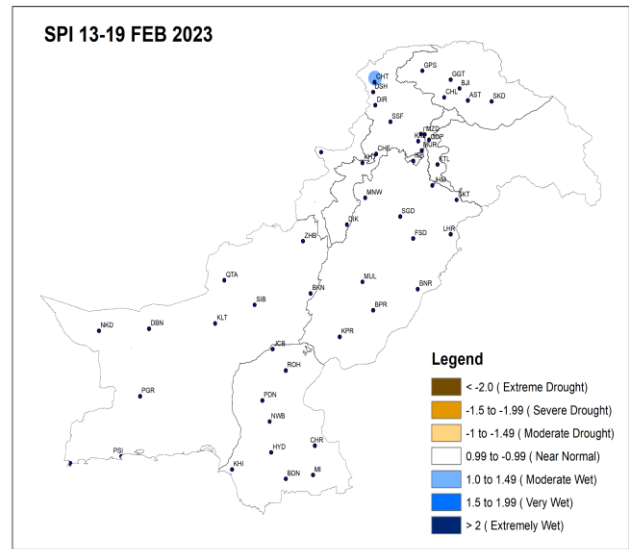 SPI 13-19 FEB 2023
GPS
CHT
GGT
DSH
BJI
CHL
AST
SKD
DIR
SSF
MZD
CHE
MUR
KTL
JHM
MNW
SKT
SGD
DIK
LHR
FSD
ZHB
QTA
MUL
BNR
BKN
SIB
BPR
KLT
NKD
DBN
KPR
JCB
ROH
PGR
PDN
NWB
CHR
HYD
PSI
KHI
BDN
MI
Legend
< -2.0 ( Extreme Drought)
-1.5 to -1.99 ( Severe Drought)
-1 to -1.49 ( Moderate Drought)
0.99 to -0.99 ( Near Normal)
1.0 to 1.49 ( Moderate Wet)
1.5 to 1.99 ( Very Wet)
> 2 ( Extremely Wet)